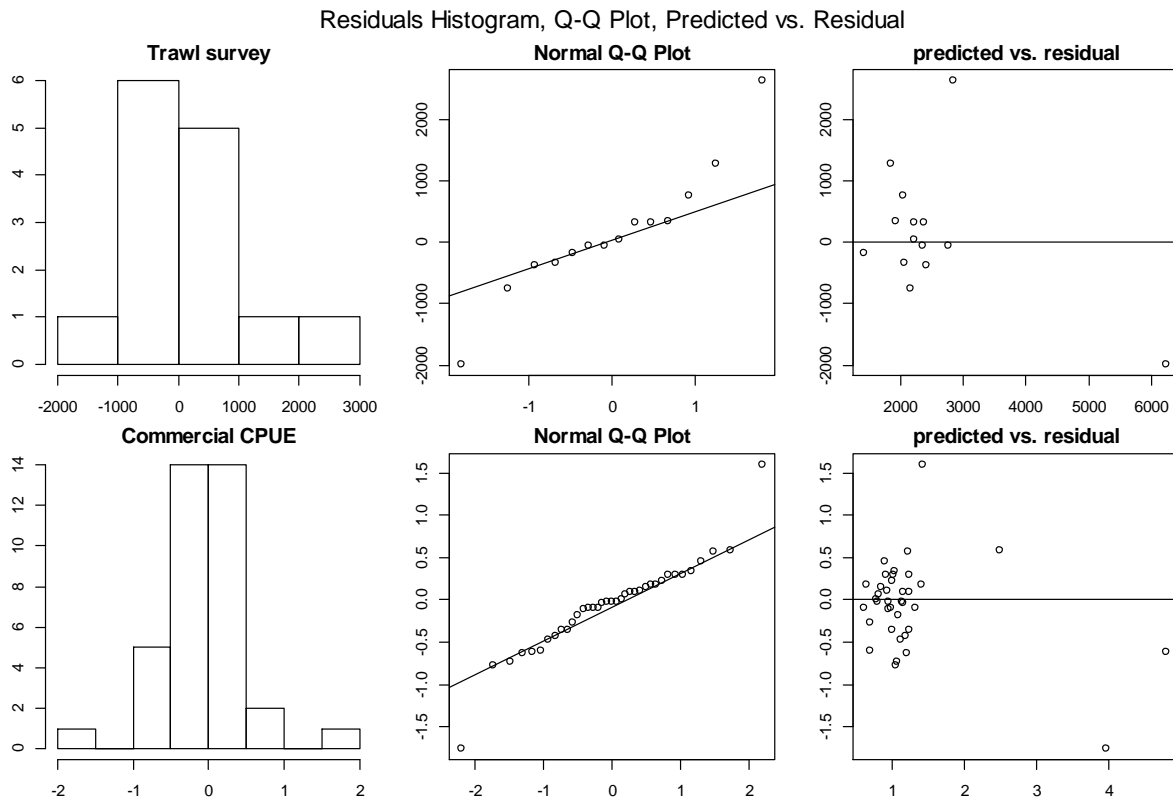 Residuals Histogram, Q-Q Plot, Predicted vs. Residual
Trawl survey
Normal Q-Q Plot
predicted vs. residual
0 1 2 3 4 5 6
-2000 -1000 0 1000 2000 3000
-2000 -1000 0 1000 2000
-1 0 1
-2000 -1000 0 1000 2000
2000 3000 4000 5000 6000
Commercial CPUE
Normal Q-Q Plot
predicted vs. residual
0 2 4 6 8 10 12 14
-2 -1 0 1 2
-1.5 -1.0 -0.5 0.0 0.5 1.0 1.5
-2 -1 0 1 2
-1.5 -1.0 -0.5 0.0 0.5 1.0 1.5
1 2 3 4